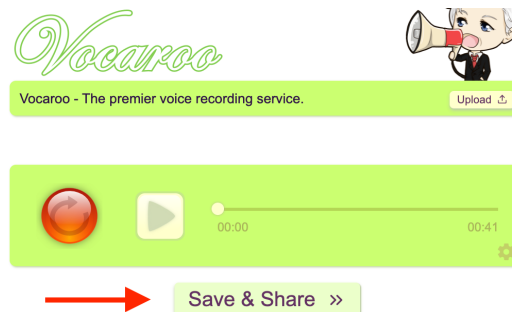 Vocaroo
Vocaroo - The premier voice recording service.
Upload
00:00
00:41
Save & Share »